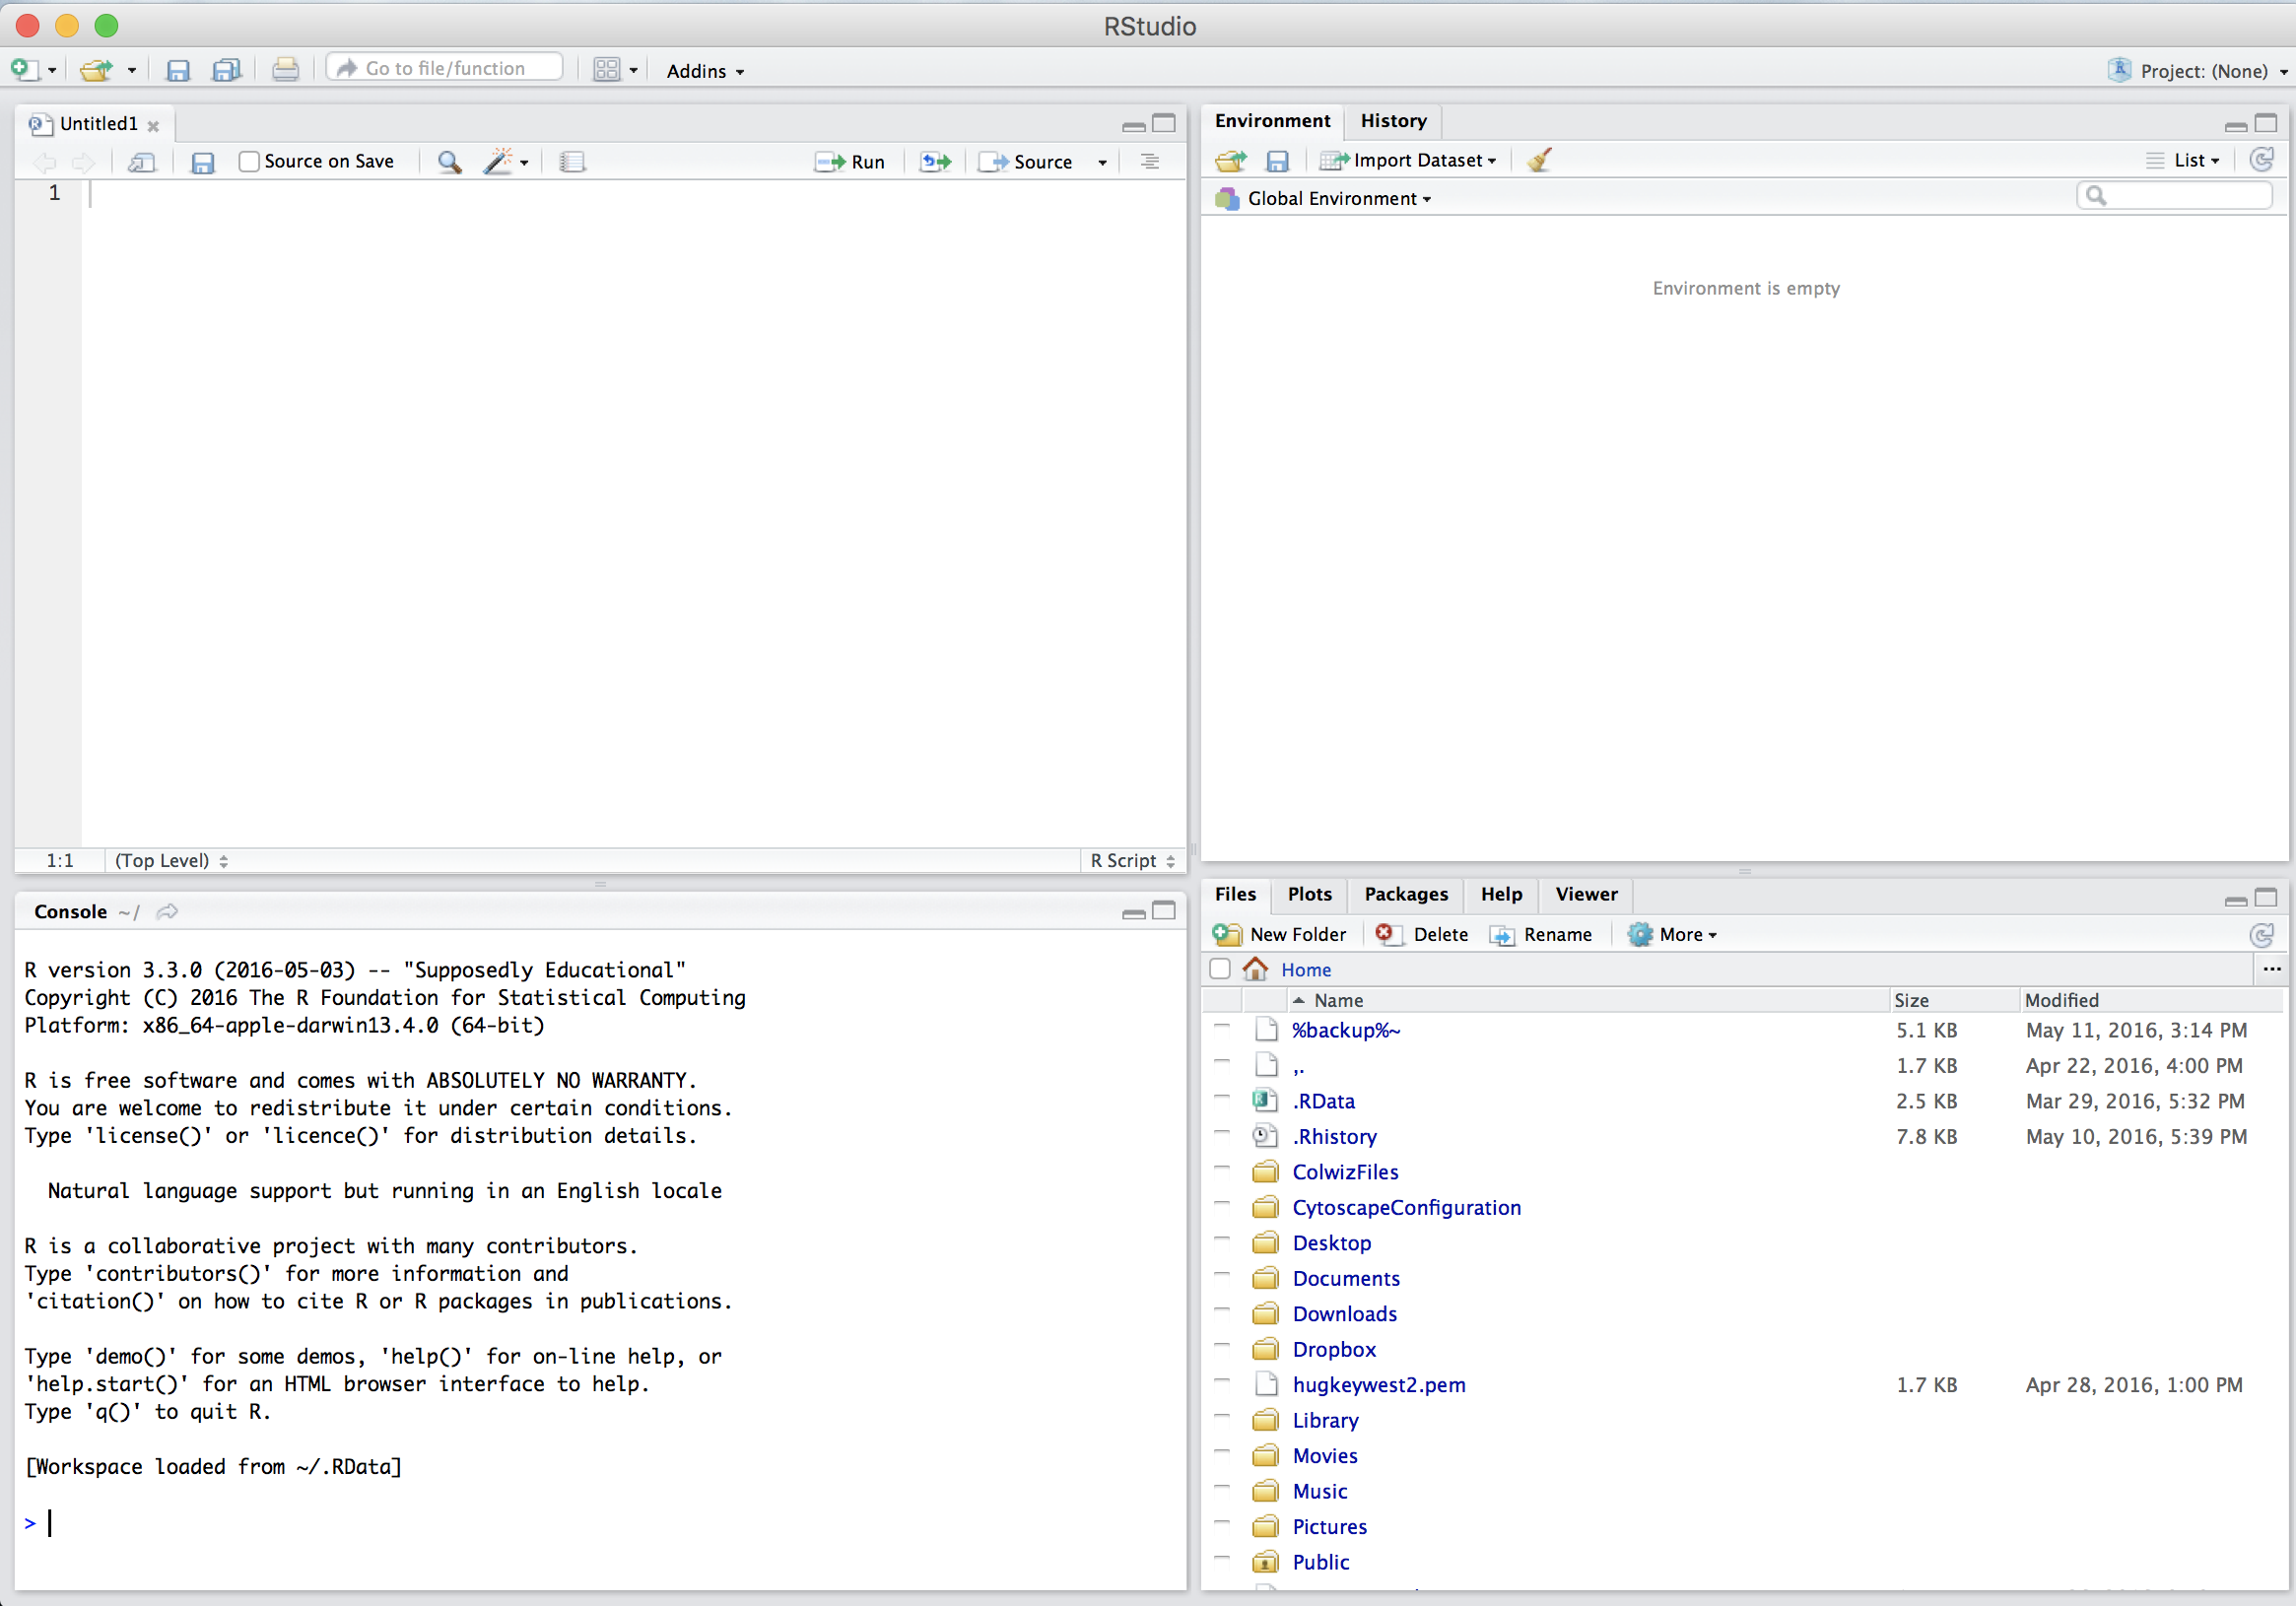 RStudio
Go to file/function
Addins
Project: (None)
Untitled1
Source on Save
Run
Source
1
1:1
(Top Level)
R Script
Console ~/
R version 3.3.0 (2016-05-03) -- "Supposedly Educational"
Copyright (C) 2016 The R Foundation for Statistical Computing
Platform: x86_64-apple-darwin13.4.0 (64-bit)
R is free software and comes with ABSOLUTELY NO WARRANTY.
You are welcome to redistribute it under certain conditions.
Type 'license()' or 'licence()' for distribution details.
Natural language support but running in an English locale
R is a collaborative project with many contributors.
Type 'contributors()' for more information and
'citation()' on how to cite R or R packages in publications.
Type 'demo()' for some demos, 'help()' for on-line help, or
'help.start()' for an HTML browser interface to help.
Type 'q()' to quit R.
[Workspace loaded from ~/.RData]
>
Environment History
Import Dataset
List
Global Environment
Environment is empty
Files Plots Packages Help Viewer
New Folder Delete Rename More
Home ...
Name Size Modified
%backup%~ 5.1 KB May 11, 2016, 3:14 PM
,. 1.7 KB Apr 22, 2016, 4:00 PM
.RData 2.5 KB Mar 29, 2016, 5:32 PM
.Rhistory 7.8 KB May 10, 2016, 5:39 PM
ColwizFiles
CytoscapeConfiguration
Desktop
Documents
Downloads
Dropbox
hugkeywest2.pem 1.7 KB Apr 28, 2016, 1:00 PM
Library
Movies
Music
Pictures
Public